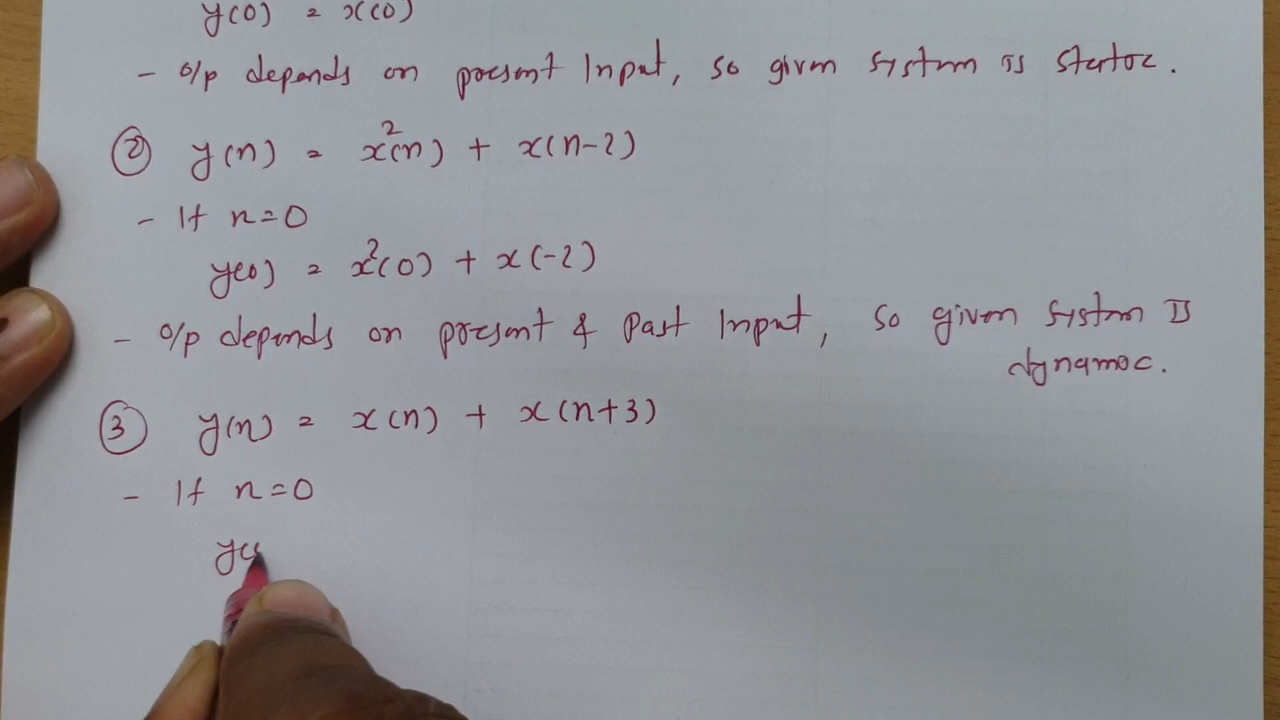 y(0) = x(0)
- o/p depends on present Input, so given system is static.
② y(n) = x²(n) + x(n-2)
- If n=0
y(0) = x²(0) + x(-2)
- o/p depends on present & Past Input, so given system Is
dynamic.
③ y(n) = x(n) + x(n+3)
- If n=0
y(